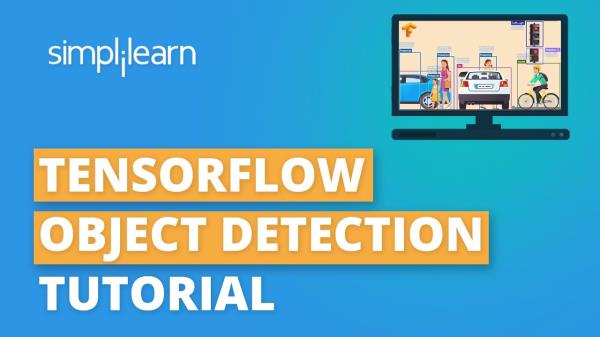 simplilearn
TENSORFLOW
OBJECT DETECTION
TUTORIAL